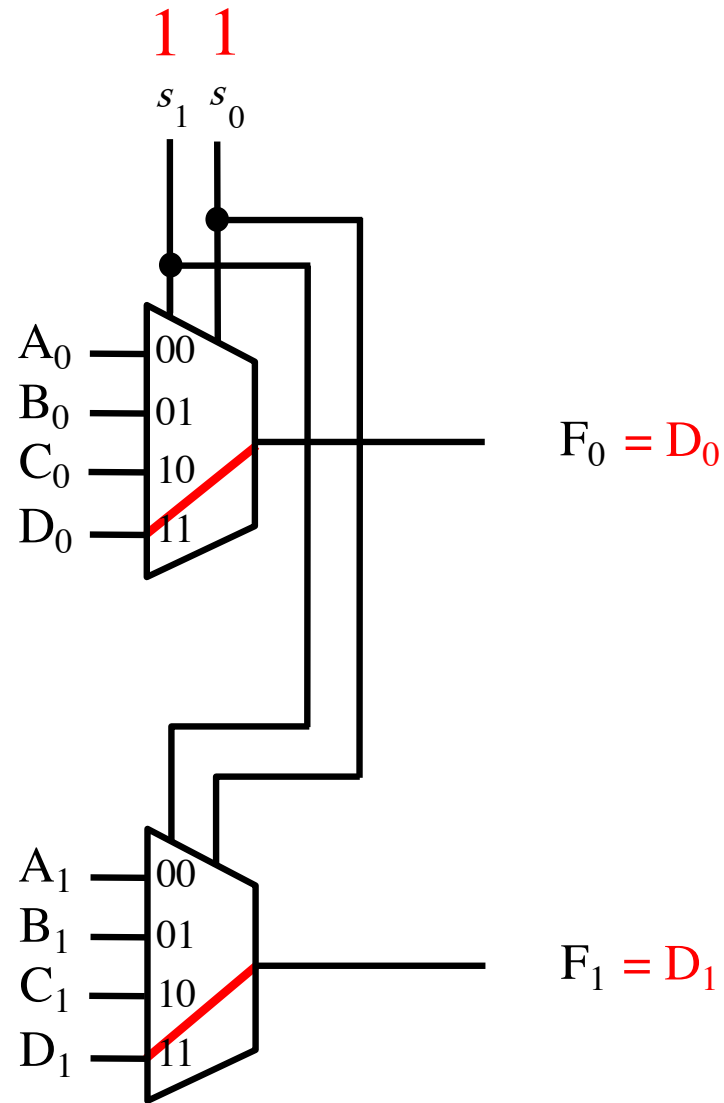 1 1
s₁ s₀
A₀ 00
B₀ 01
C₀ 10
D₀ 11
F₀ = D₀
A₁ 00
B₁ 01
C₁ 10
D₁ 11
F₁ = D₁